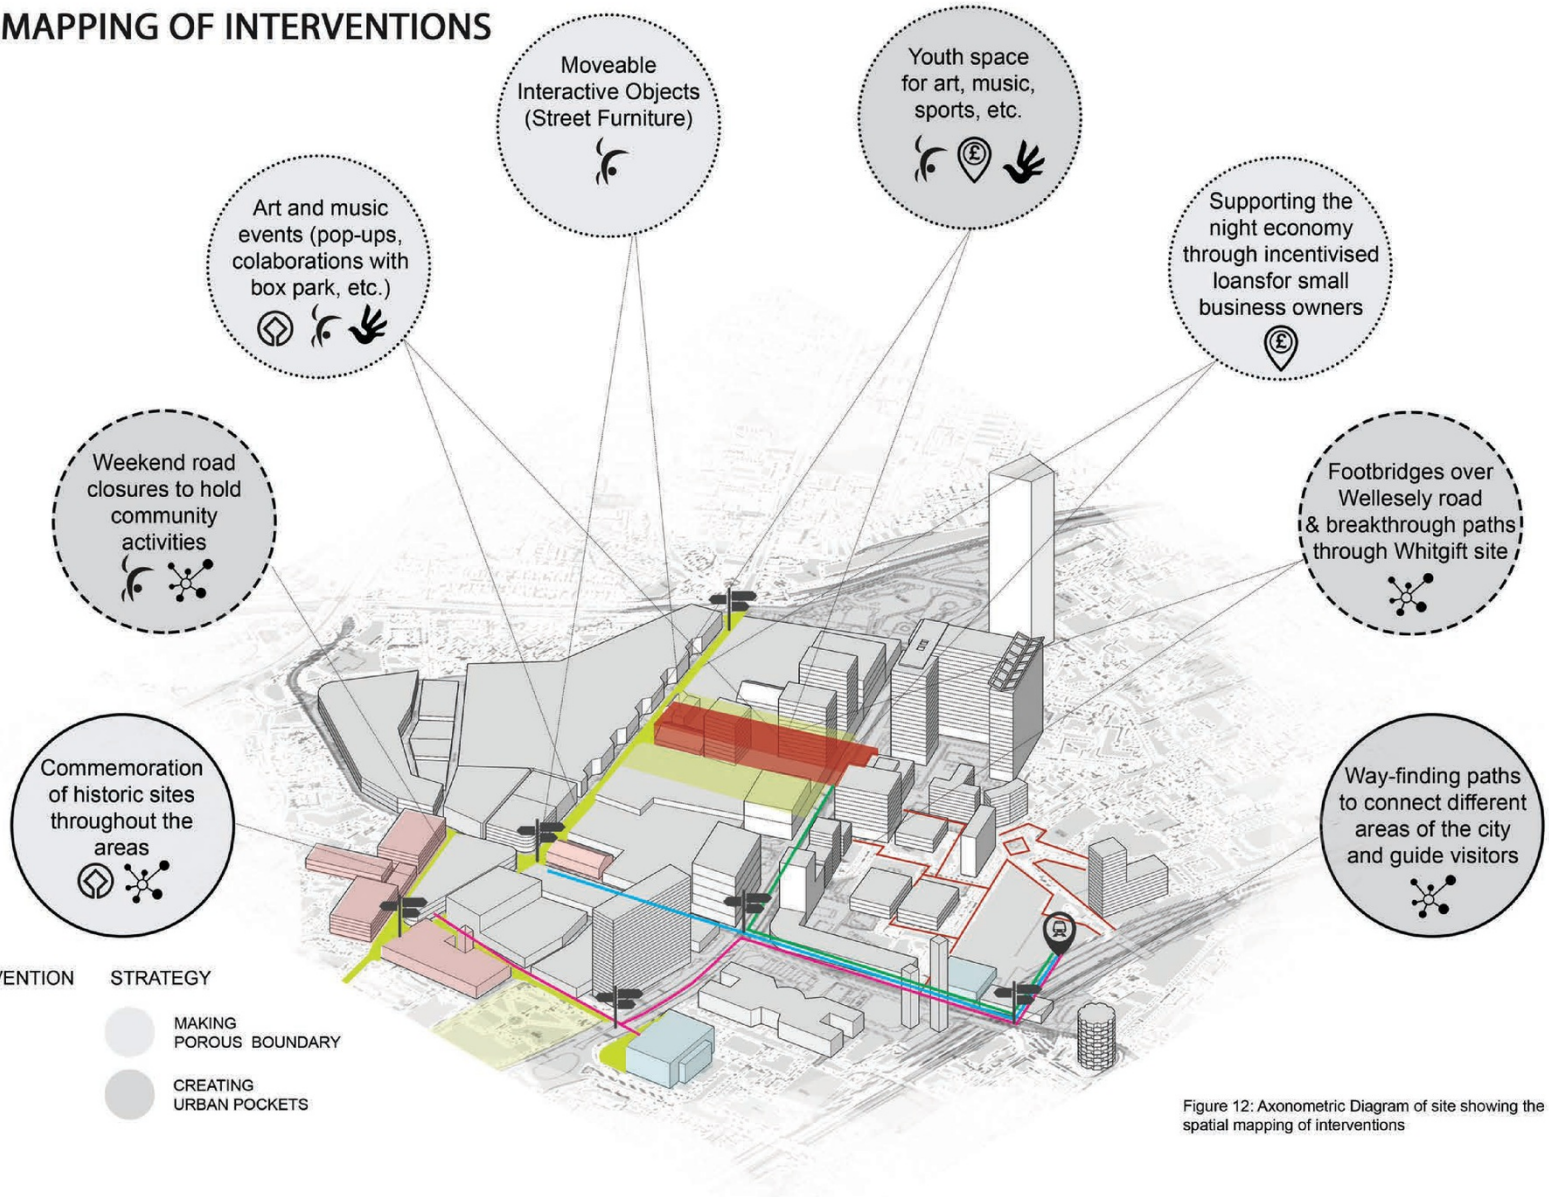 MAPPING OF INTERVENTIONS
Moveable
Interactive Objects
(Street Furniture)
Youth space
for art, music,
sports, etc.
£
Art and music
events (pop-ups,
colaborations with
box park, etc.)
Supporting the
night economy
through incentivised
loansfor small
business owners
£
Weekend road
closures to hold
community
activities
Footbridges over
Wellesely road
& breakthrough paths
through Whitgift site
Commemoration
of historic sites
throughout the
areas
Way-finding paths
to connect different
areas of the city
and guide visitors
VENTION
STRATEGY
MAKING
POROUS BOUNDARY
CREATING
URBAN POCKETS
Figure 12: Axonometric Diagram of site showing the
spatial mapping of interventions